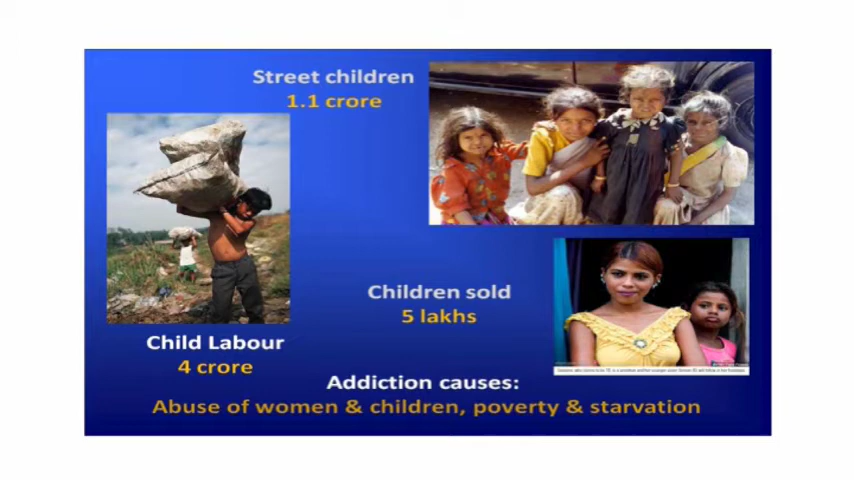 Street children
1.1 crore
Children sold
5 lakhs
Child Labour
4 crore
Addiction causes:
Abuse of women & children, poverty & starvation